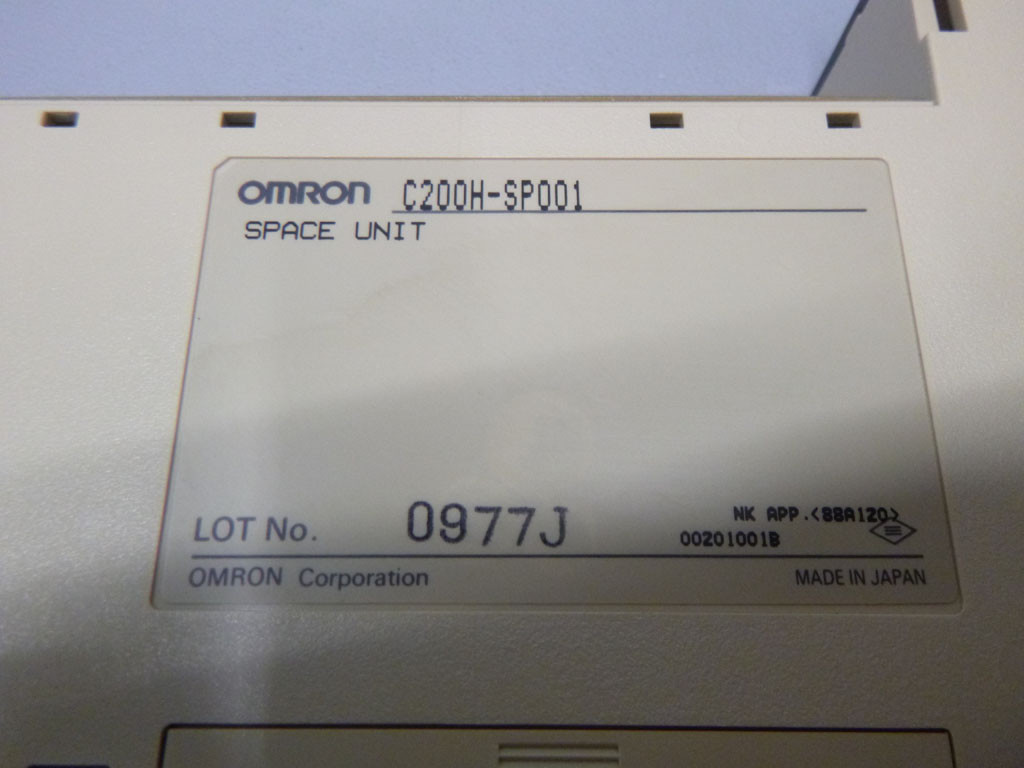 OMRON C200H-SP001
SPACE UNIT
LOT No. 0977J
NK APP.<88A120>
00201001B
OMRON Corporation MADE IN JAPAN